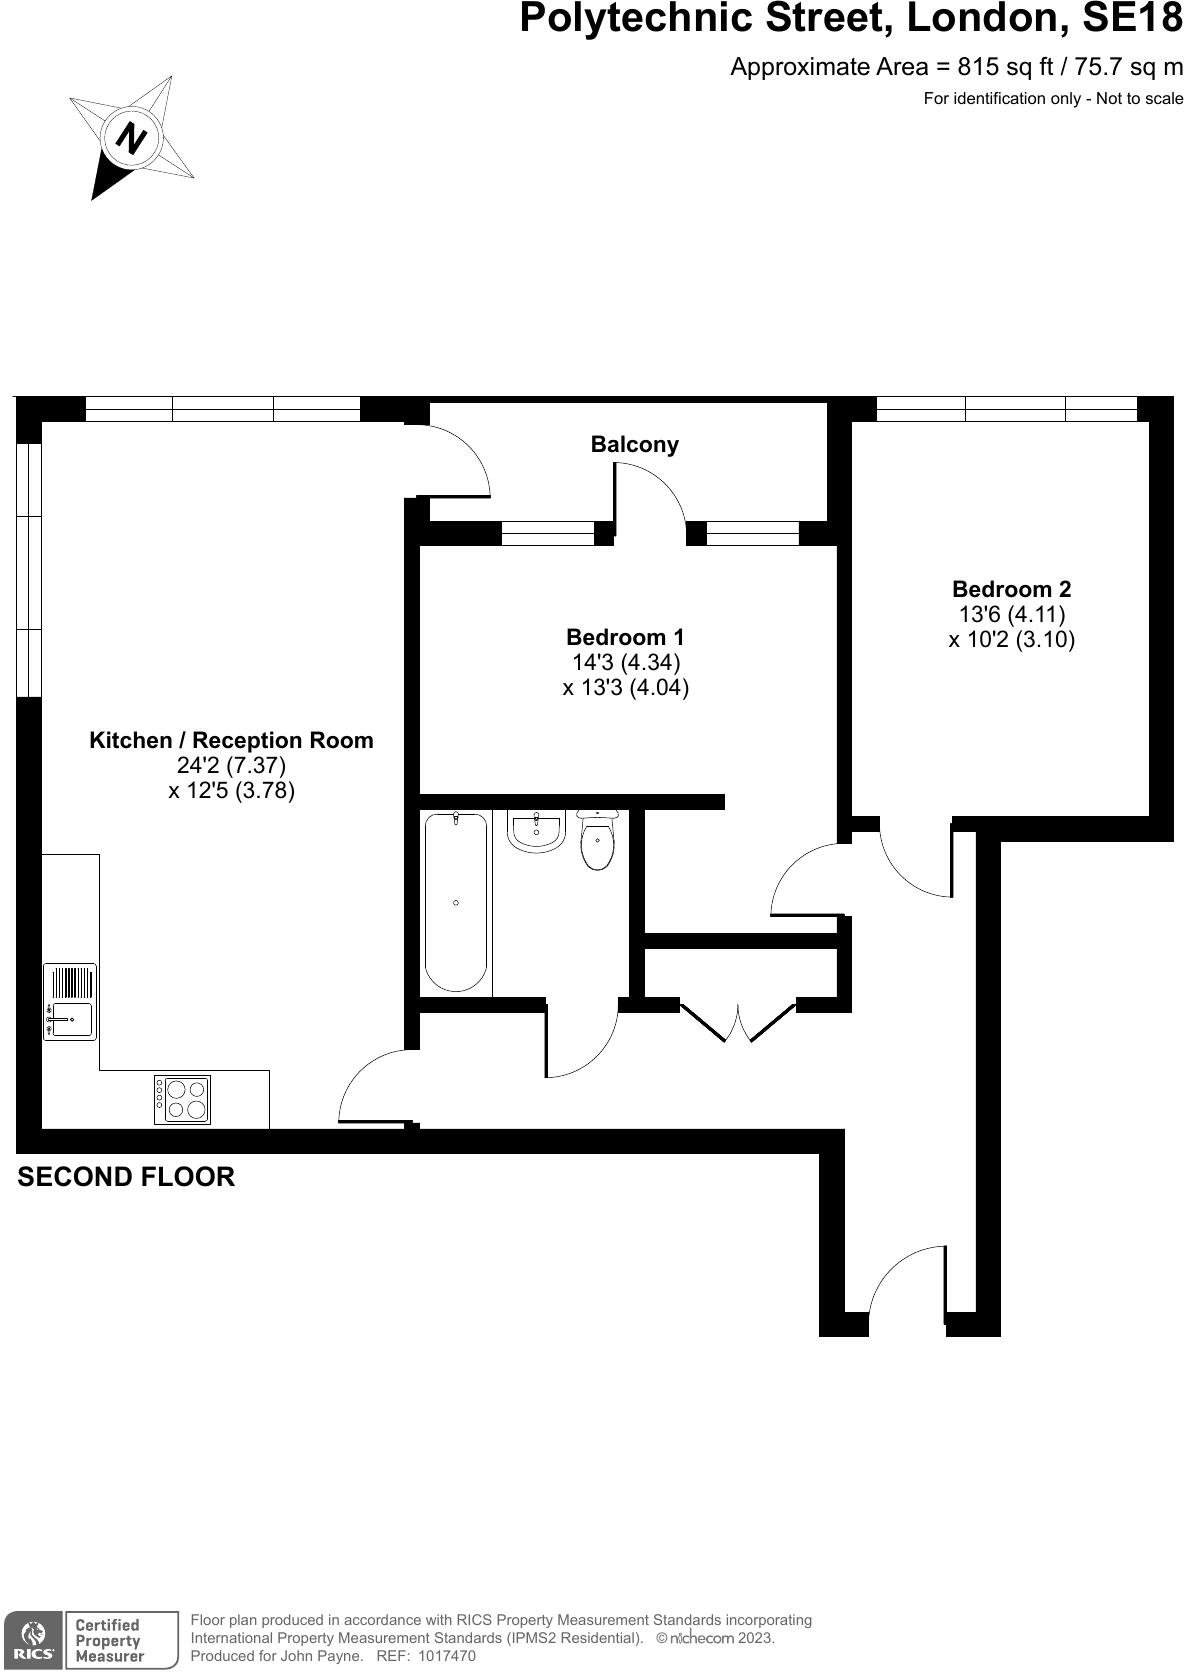 Polytechnic Street, London, SE18
Approximate Area = 815 sq ft / 75.7 sq m
For identification only - Not to scale
N
Balcony
Bedroom 2
13'6 (4.11)
x 10'2 (3.10)
Bedroom 1
14'3 (4.34)
x 13'3 (4.04)
Kitchen / Reception Room
24'2 (7.37)
x 12'5 (3.78)
SECOND FLOOR
RICS
Certified
Property
Measurer
Floor plan produced in accordance with RICS Property Measurement Standards incorporating
International Property Measurement Standards (IPMS2 Residential). © nichecom 2023.
Produced for John Payne. REF: 1017470